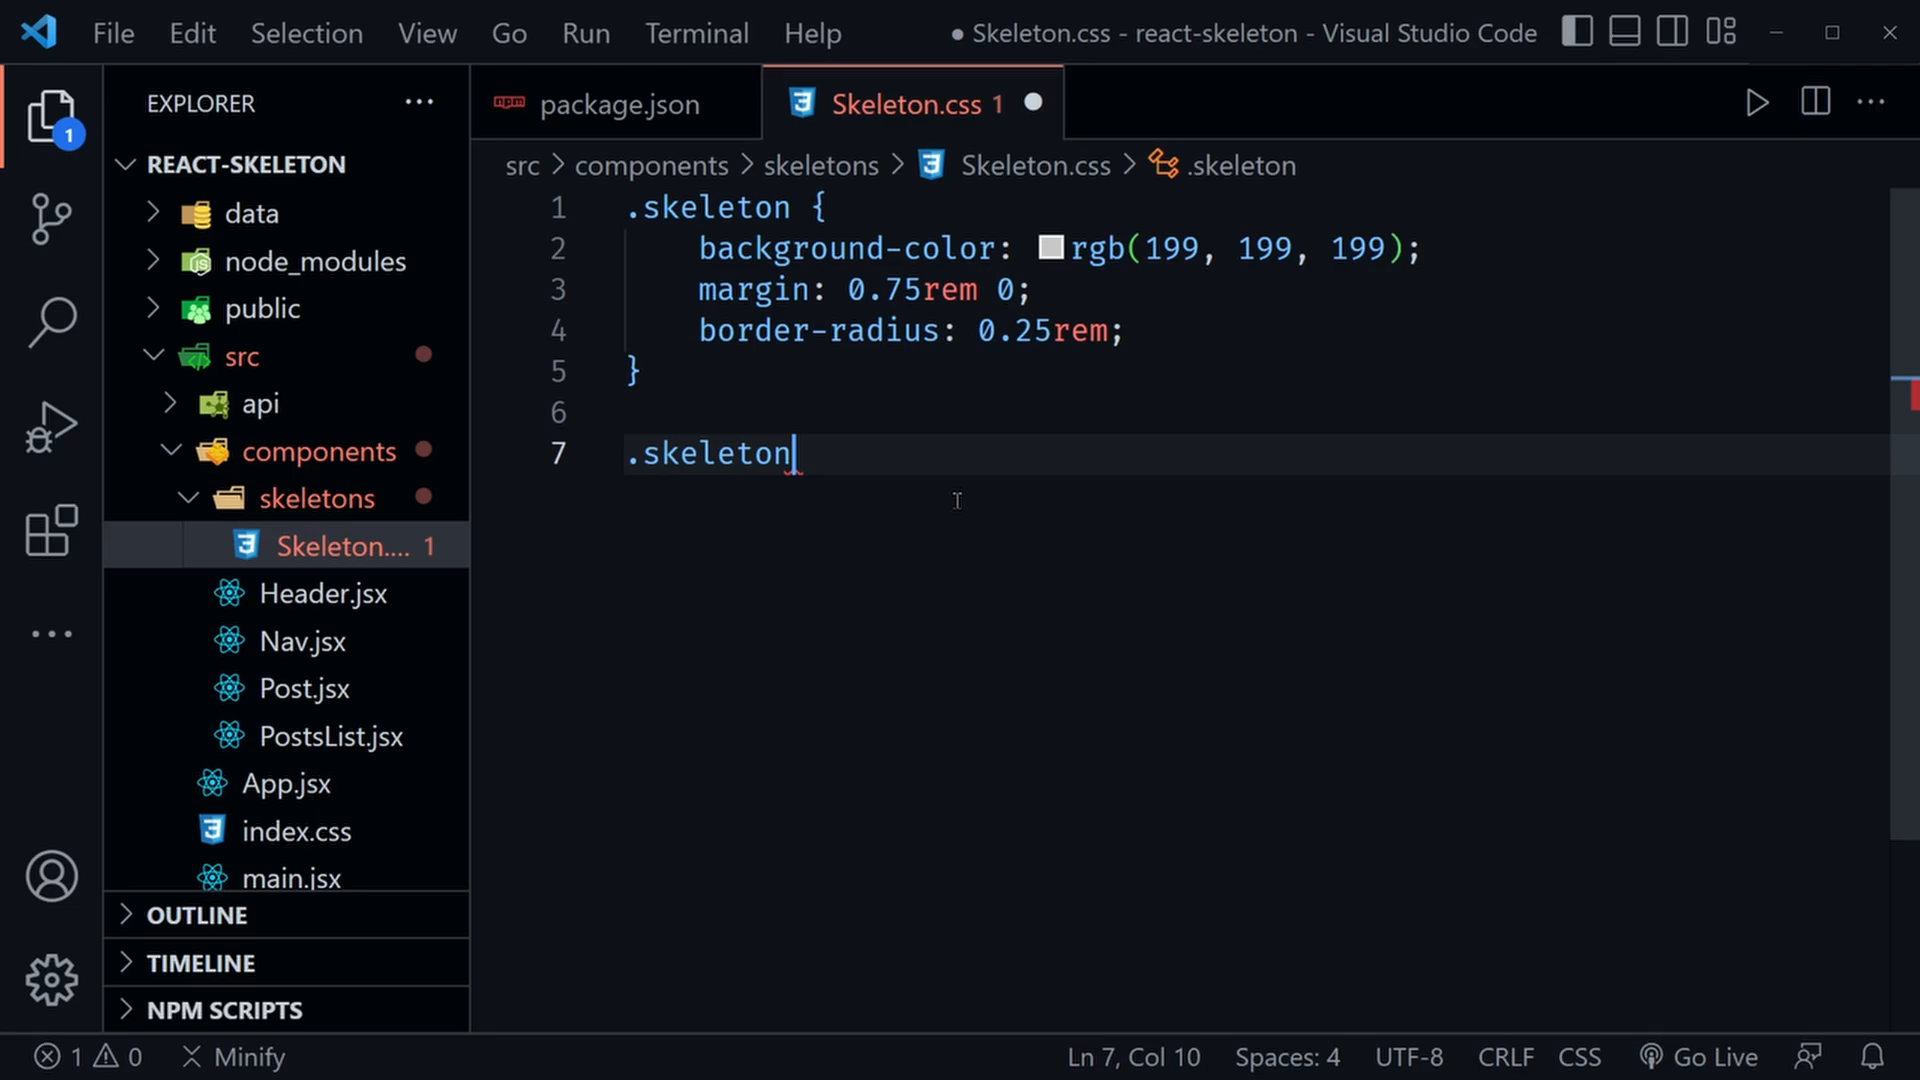 File Edit Selection View Go Run Terminal Help ● Skeleton.css - react-skeleton - Visual Studio Code
EXPLORER
package.json
Skeleton.css 1
1
REACT-SKELETON
src > components > skeletons > Skeleton.css > .skeleton
data
node_modules
public
src
api
components
skeletons
Skeleton.... 1
Header.jsx
Nav.jsx
Post.jsx
PostsList.jsx
App.jsx
index.css
main.jsx
OUTLINE
TIMELINE
NPM SCRIPTS
1 .skeleton {
2 background-color: rgb(199, 199, 199);
3 margin: 0.75rem 0;
4 border-radius: 0.25rem;
5 }
6
7 .skeleton
1 0 Minify
Ln 7, Col 10 Spaces: 4 UTF-8 CRLF CSS Go Live